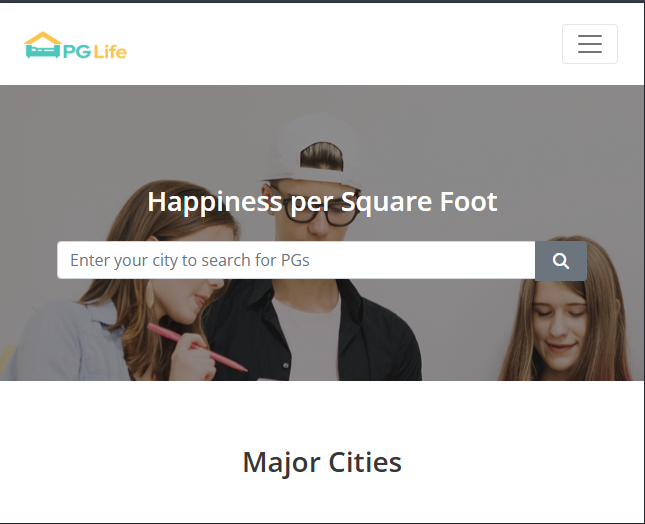 PG Life
Happiness per Square Foot
Enter your city to search for PGs
Major Cities